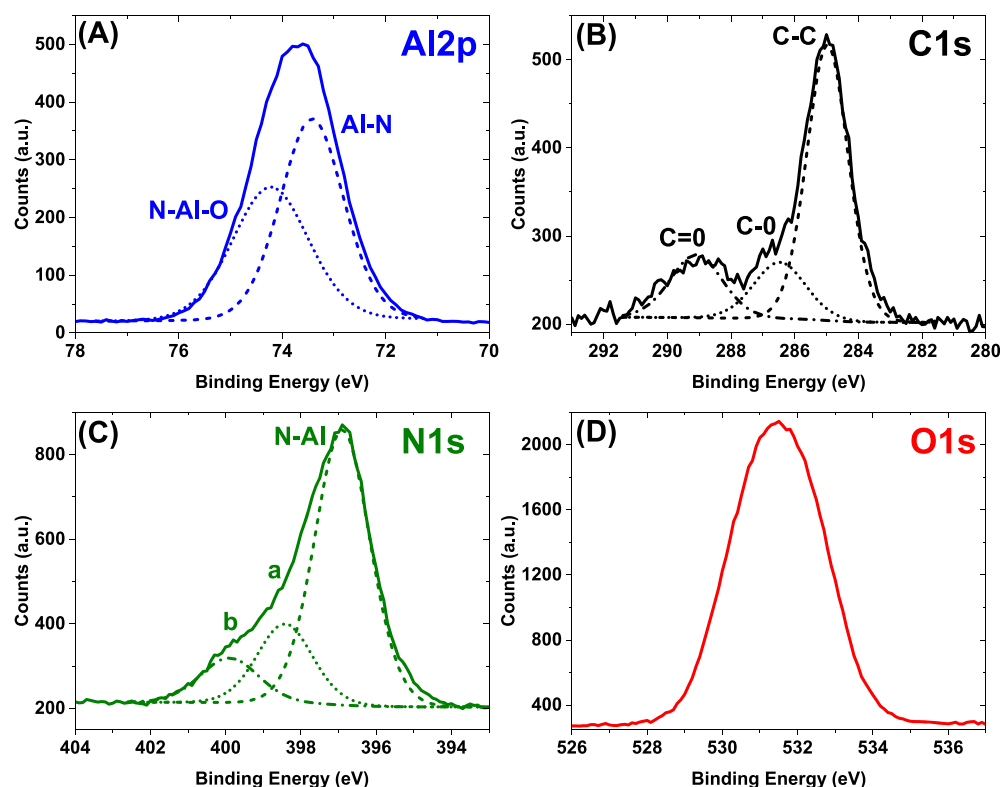 (A)
Al2p
500
400
300
200
100
0
Al-N
N-Al-O
Counts (a.u.)
78 76 74 72 70
Binding Energy (eV)
(B)
C1s
C-C
C-0
C=0
500
400
300
200
Counts (a.u.)
292 290 288 286 284 282 280
Binding Energy (eV)
(C)
N1s
N-Al
a
b
800
600
400
200
Counts (a.u.)
404 402 400 398 396 394
Binding Energy (eV)
(D)
O1s
2000
1600
1200
800
300
Counts (a.u.)
526 528 530 532 534 536
Binding Energy (eV)